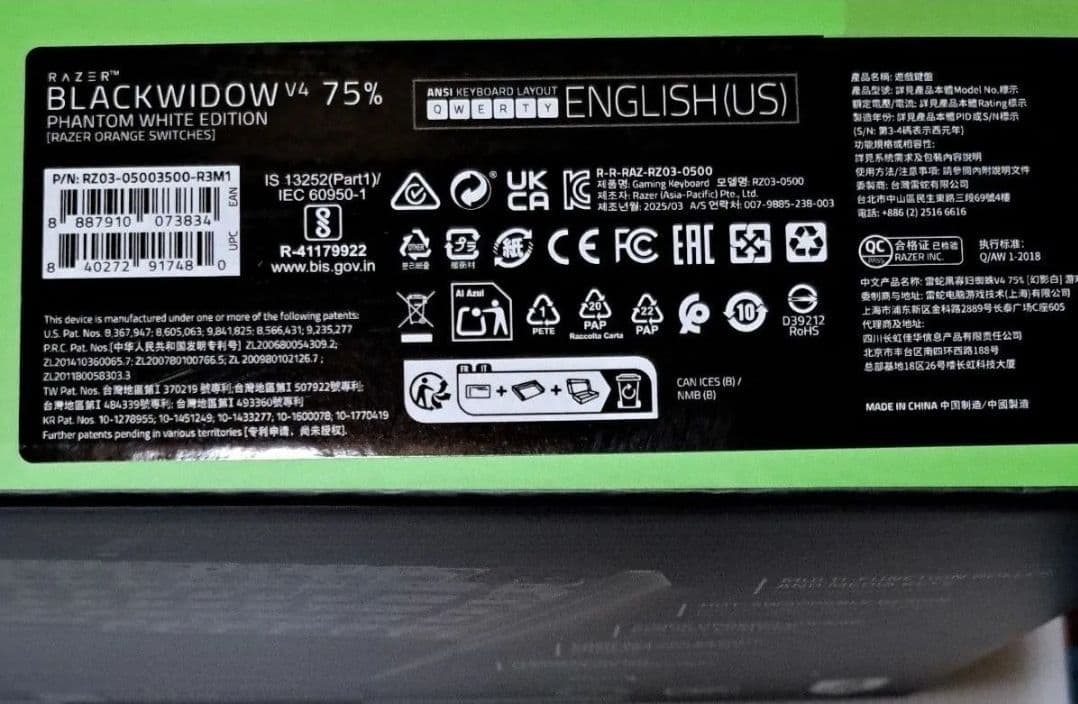 RAZER™
BLACKWIDOW V4 75%
PHANTOM WHITE EDITION
[RAZER ORANGE SWITCHES]
ANSI KEYBOARD LAYOUT
Q W E R T Y
ENGLISH (US)
P/N: RZ03-05003500-R3M1
8 887910 073834
EAN
8 40272 91748 0
UPC
IS 13252(Part1)/
IEC 60950-1
R-41179922
www.bis.gov.in
R-R-RAZ-RZ03-0500
제품명: Gaming Keyboard 모델명: RZ03-0500
제조자: Razer (Asia-Pacific) Pte., Ltd.
제조년월: 2025/03 A/S 연락처: 007-9885-238-003
UK
CA
紙
CE FC EAC
Al Azul
1
PETE
20
PAP
Raccolta Carta
22
PAP
10
D39212
RoHS
FR IT
CAN ICES (B) /
NMB (B)
This device is manufactured under one or more of the following patents:
U.S. Pat. Nos. 8,367,947; 8,605,063; 9,841,825; 8,566,431; 9,235,277
P.R.C. Pat. Nos.[中华人民共和国发明专利号] ZL200680054309.2;
ZL201410360065.7; ZL200780100766.5; ZL 200980102126.7;
ZL201180058303.3
TW Pat. Nos. 台灣地區第I 370219 號專利; 台灣地區第I 507922號專利;
台灣地區第I 484339號專利; 台灣地區第I 493360號專利
KR Pat. Nos. 10-1278955; 10-1451249; 10-1433277; 10-1600078; 10-1770419
Further patents pending in various territories [专利申请，尚未授权].
產品名稱: 遊戲鍵盤
產品型號: 詳見產品本體Model No.標示
額定電壓/電流: 詳見產品本體Rating標示
製造年份: 詳見產品本體PID或S/N標示
(S/N: 第3-4碼表示西元年)
功能規格或相容性:
詳見系統需求及包裝內容說明
使用方法/注意事項: 請參閱內附說明文件
委製商: 台灣雷蛇有限公司
台北市中山區民生東路三段69號4樓
電話: +886 (2) 2516 6616
QC
PASS
合格证 已检验
RAZER INC.
执行标准:
Q/AW 1-2018
中文产品名称: 雷蛇黑寡妇蜘蛛V4 75% [幻影白] 游
委制商与地址: 雷蛇电脑游戏技术(上海)有限公司
上海市浦东新区金科路2889号长泰广场C座605
代理商及地址:
四川长虹佳华信息产品有限责任公司
北京市丰台区南四环西路188号
总部基地18区26号楼长虹科技大厦
MADE IN CHINA 中国制造/中國製造